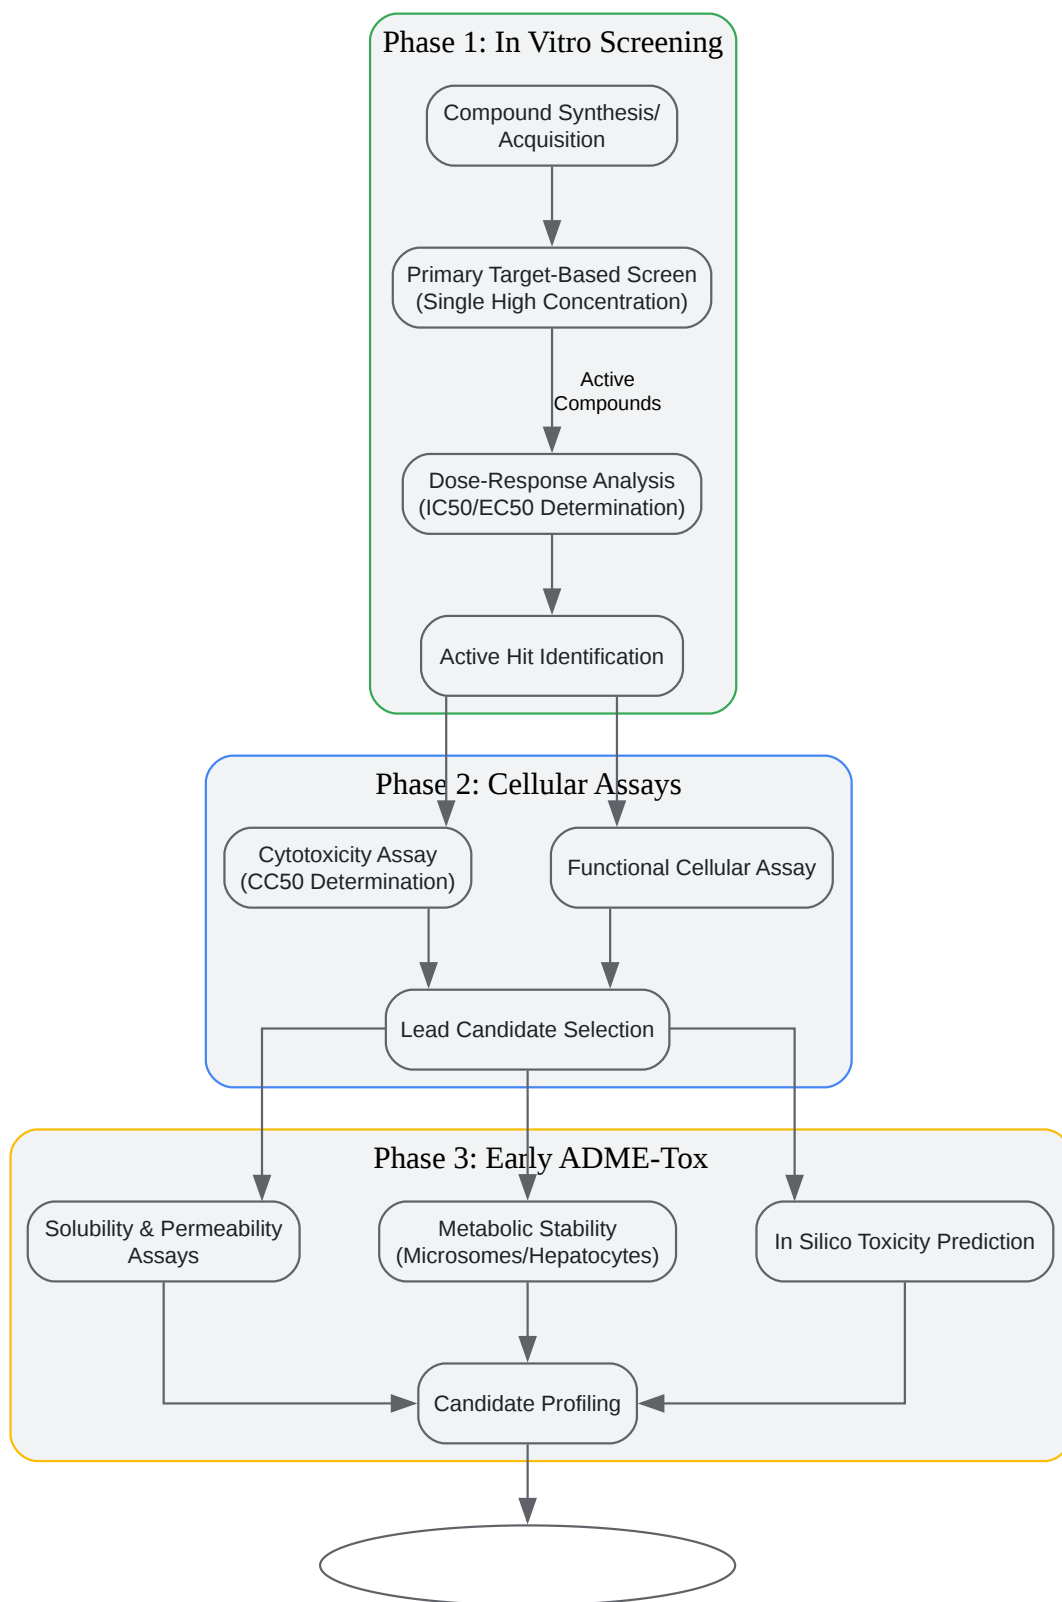 Phase 1: In Vitro Screening
Compound Synthesis/
Acquisition
Primary Target-Based Screen
(Single High Concentration)
Active
Compounds
Dose-Response Analysis
(IC50/EC50 Determination)
Active Hit Identification
Phase 2: Cellular Assays
Cytotoxicity Assay
(CC50 Determination)
Functional Cellular Assay
Lead Candidate Selection
Phase 3: Early ADME-Tox
Solubility & Permeability
Assays
Metabolic Stability
(Microsomes/Hepatocytes)
In Silico Toxicity Prediction
Candidate Profiling